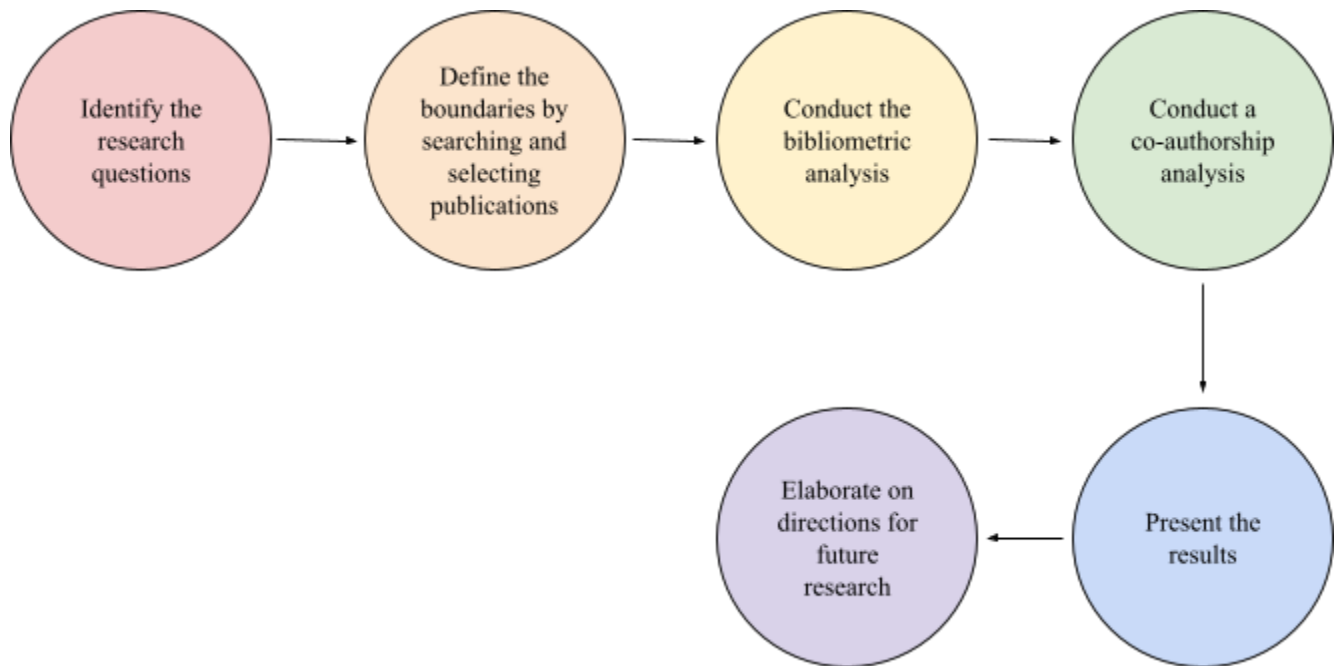 Identify the
research
questions
Define the
boundaries by
searching and
selecting
publications
Conduct the
bibliometric
analysis
Conduct a
co-authorship
analysis
Present the
results
Elaborate on
directions for
future
research